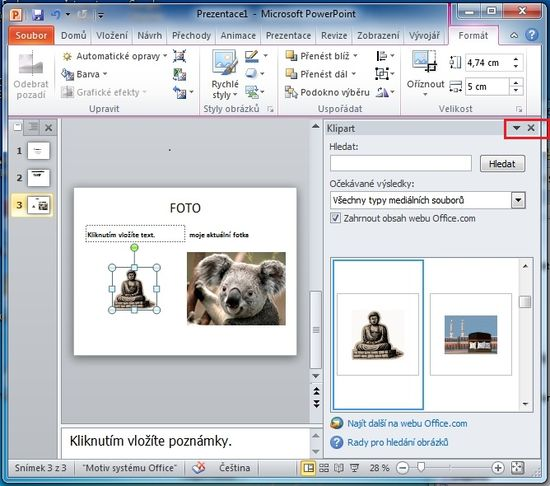 Prezentace1 - Microsoft PowerPoint
Soubor Domů Vložení Návrh Přechody Animace Prezentace Revize Zobrazení Vývojář Formát
Odebrat pozadí
Automatické opravy
Barva
Grafické efekty
Upravit
Rychlé styly
Styly obrázků
Přenést blíž
Přenést dál
Podokno výběru
Uspořádat
Oříznout
4,74 cm
5 cm
Velikost
1
2
3
FOTO
Kliknutím vložíte text.
moje aktuální fotka
Kliknutím vložíte poznámky.
Klipart
Hledat:
Hledat
Očekávané výsledky:
Všechny typy mediálních souborů
Zahrnout obsah webu Office.com
Najít další na webu Office.com
Rady pro hledání obrázků
Snímek 3 z 3 "Motiv systému Office" Čeština 28 %